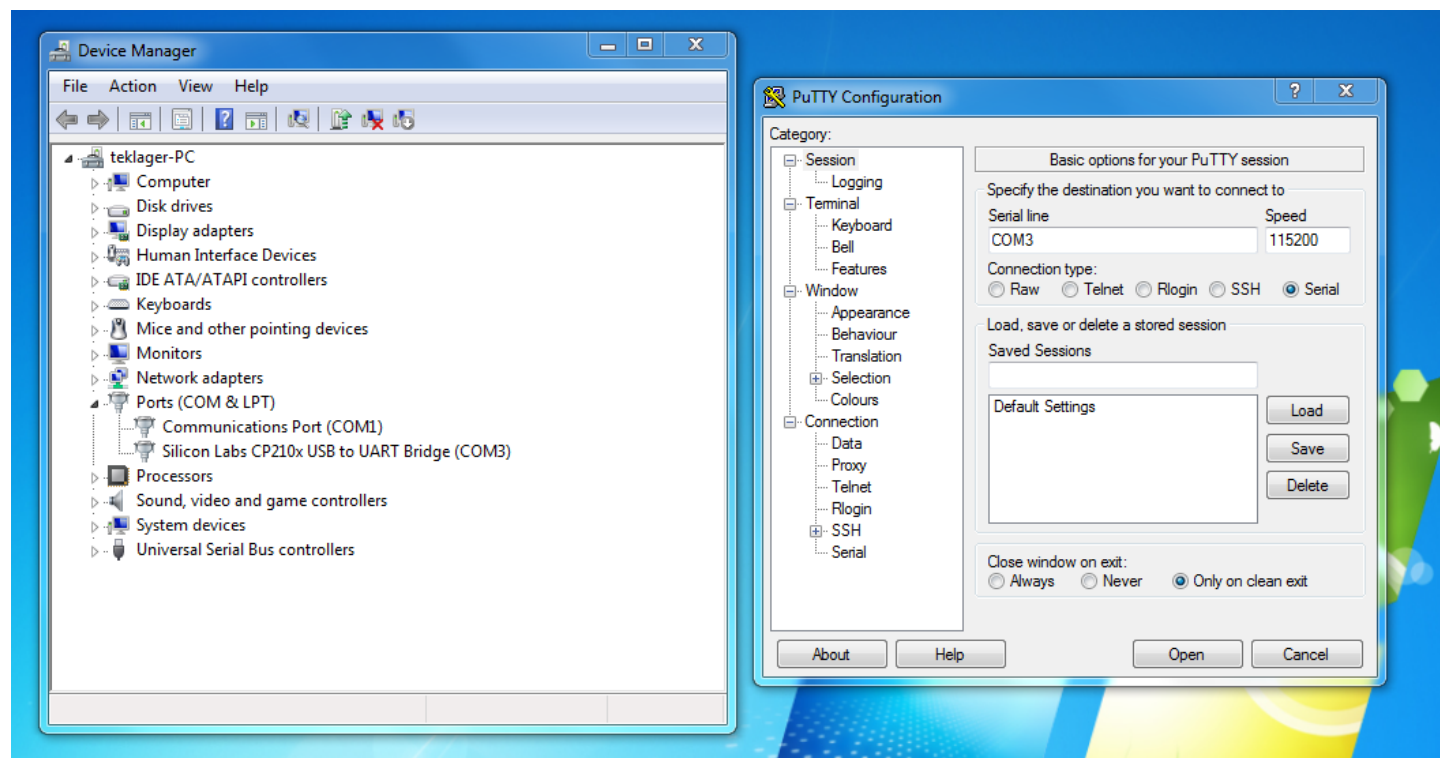 Device Manager
File Action View Help
teklager-PC
Computer
Disk drives
Display adapters
Human Interface Devices
IDE ATA/ATAPI controllers
Keyboards
Mice and other pointing devices
Monitors
Network adapters
Ports (COM & LPT)
Communications Port (COM1)
Silicon Labs CP210x USB to UART Bridge (COM3)
Processors
Sound, video and game controllers
System devices
Universal Serial Bus controllers
PuTTY Configuration
Category:
Session
Logging
Terminal
Keyboard
Bell
Features
Window
Appearance
Behaviour
Translation
Selection
Colours
Connection
Data
Proxy
Telnet
Rlogin
SSH
Serial
Basic options for your PuTTY session
Specify the destination you want to connect to
Serial line Speed
COM3 115200
Connection type:
Raw Telnet Rlogin SSH Serial
Load, save or delete a stored session
Saved Sessions
Default Settings
Load
Save
Delete
Close window on exit:
Always Never Only on clean exit
About Help Open Cancel